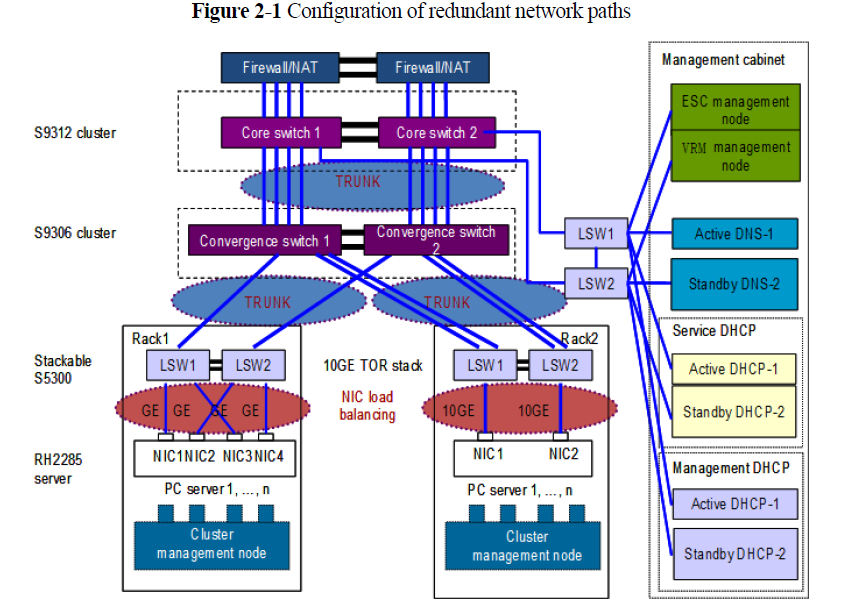 Figure 2-1 Configuration of redundant network paths
Firewall/NAT
Firewall/NAT
Management cabinet
ESC management
node
VRM management
node
S9312 cluster
Core switch 1
Core switch 2
TRUNK
S9306 cluster
Convergence switch 1
Convergence switch
2
LSW1
LSW2
Active DNS-1
Standby DNS-2
TRUNK
TRUNK
Service DHCP
Active DHCP-1
Standby DHCP-2
Rack1
Rack2
Stackable
S5300
LSW1
LSW2
10GE TOR stack
LSW1
LSW2
NIC load
balancing
GE
GE
GE
GE
10GE
10GE
RH2285
server
NIC1
NIC2
NIC3
NIC4
NIC1
NIC2
Management DHCP
Active DHCP-1
Standby DHCP-2
PC server 1, ..., n
PC server 1, ..., n
Cluster
management node
Cluster
management node